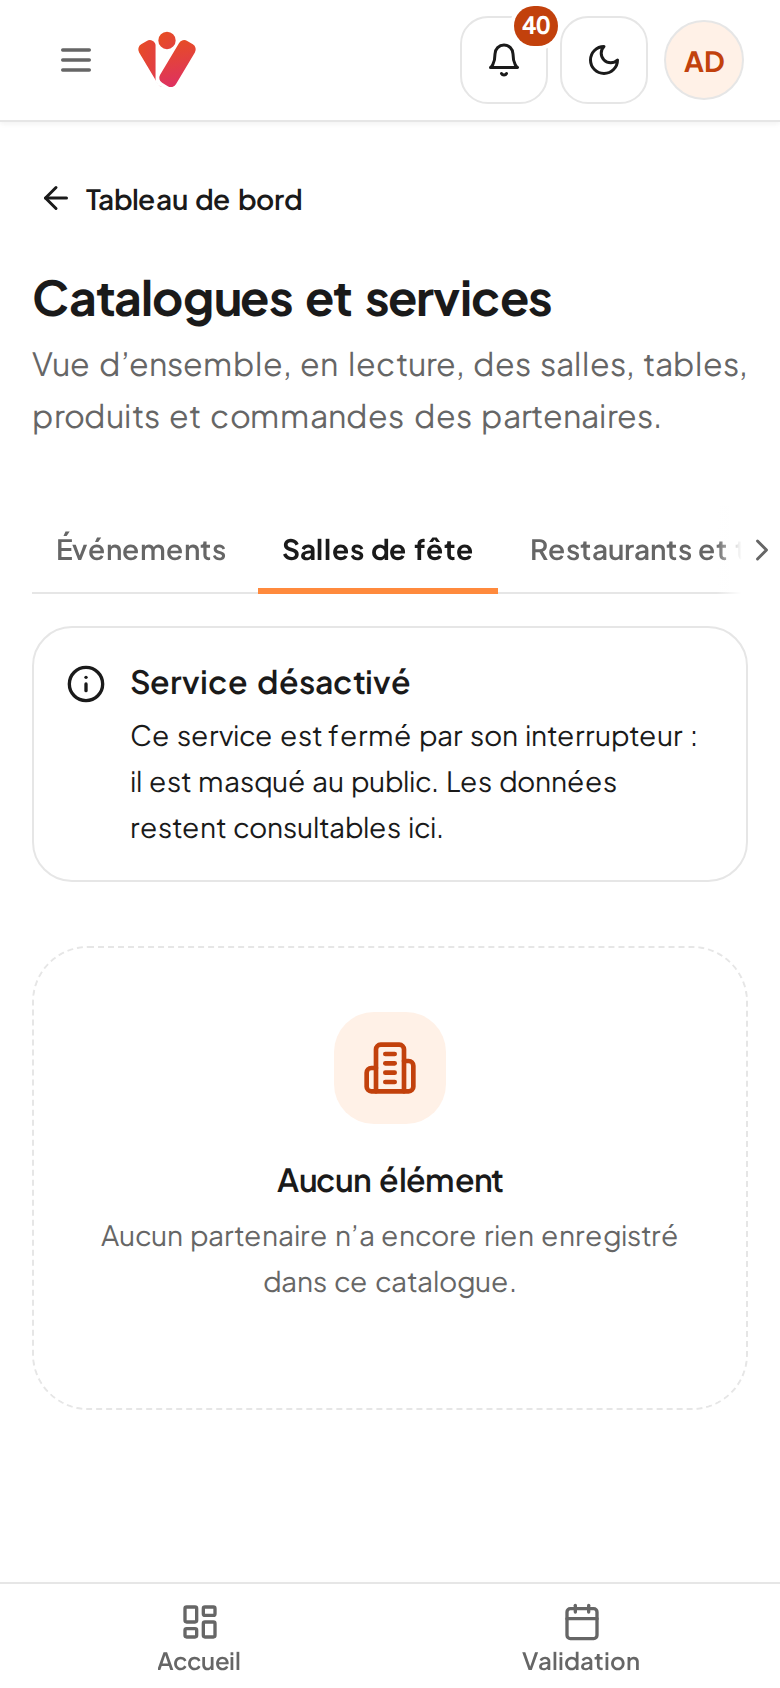 40
AD
Tableau de bord
Catalogues et services
Vue d’ensemble, en lecture, des salles, tables,
produits et commandes des partenaires.
Événements
Salles de fête
Restaurants et
Service désactivé
Ce service est fermé par son interrupteur :
il est masqué au public. Les données
restent consultables ici.
Aucun élément
Aucun partenaire n’a encore rien enregistré
dans ce catalogue.
Accueil
Validation